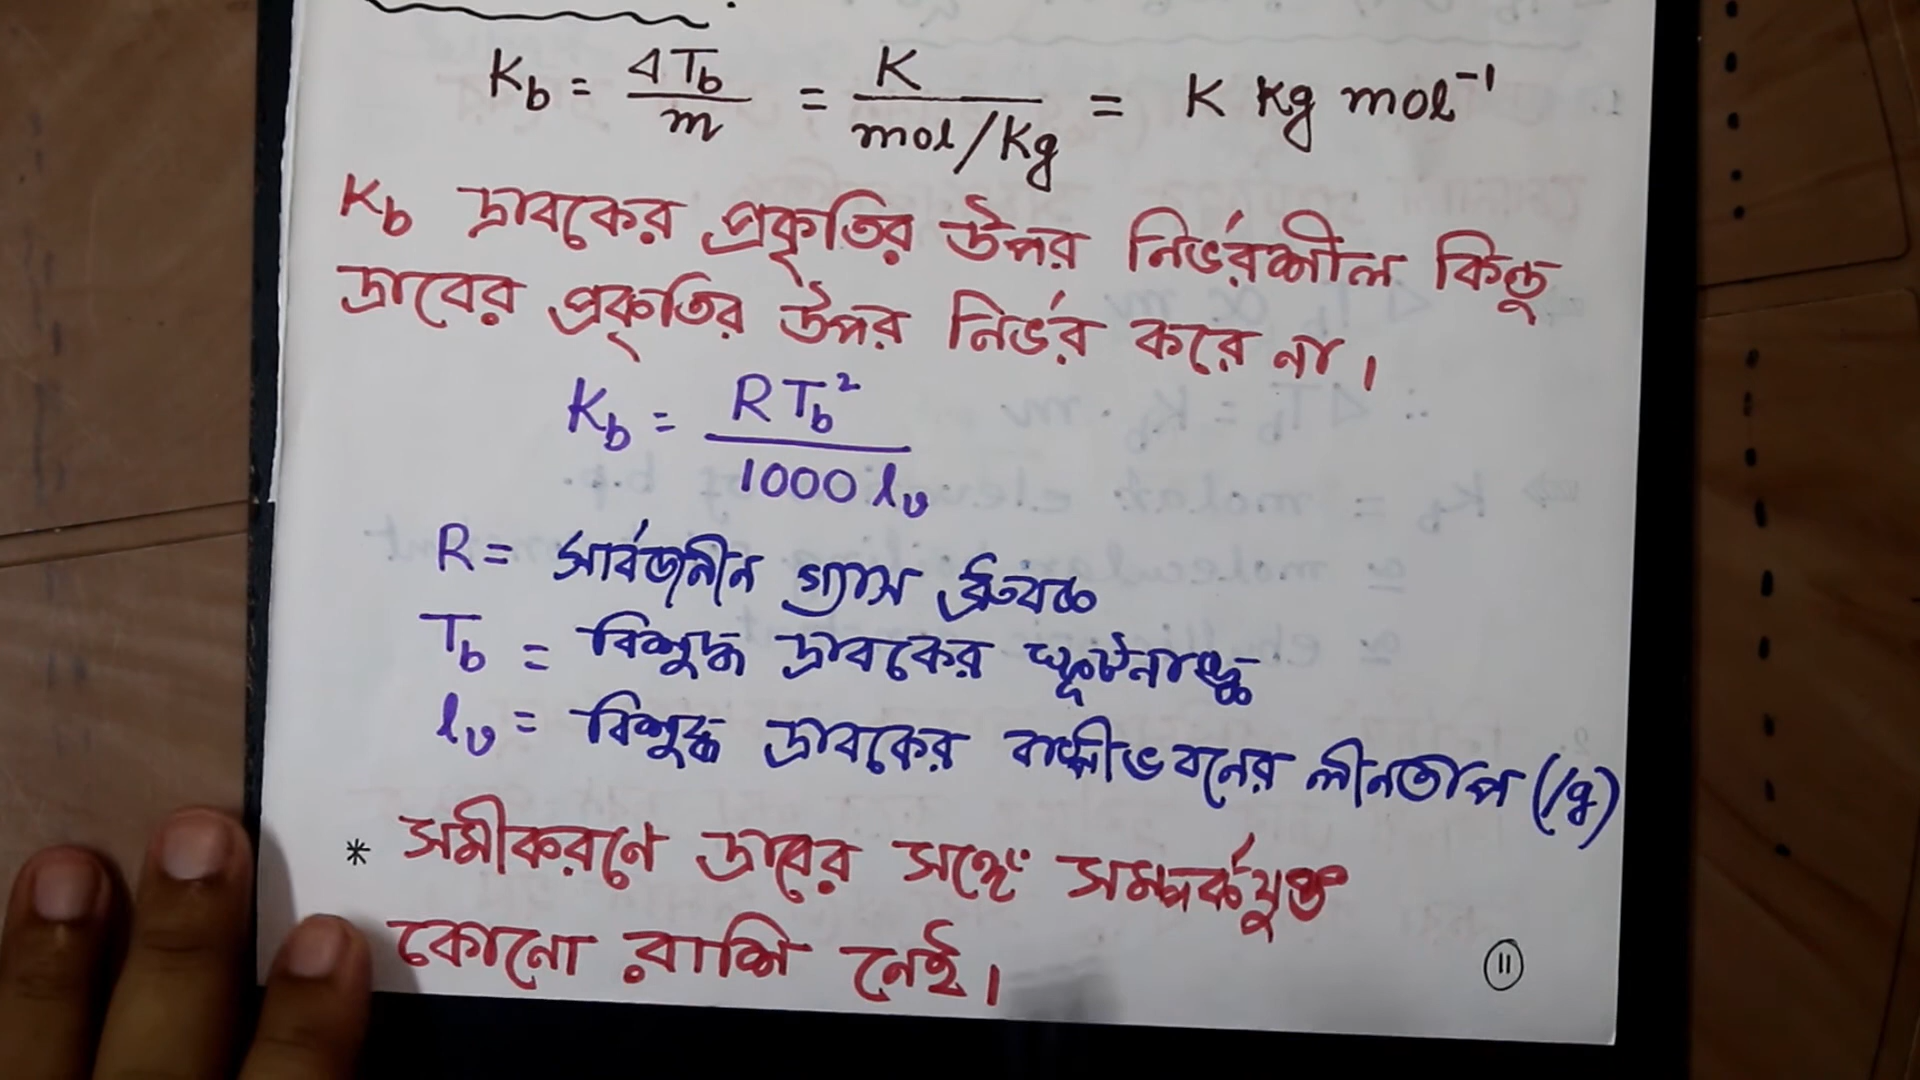 Kb = ΔTb / m = K / mol/Kg = K Kg mol⁻¹
Kb দ্রাবকের প্রকৃতির উপর নির্ভরশীল কিন্তু
দ্রাবের প্রকৃতির উপর নির্ভর করে না।
Kb = RTb² / 1000 lv
R = সার্বজনীন গ্যাস ধ্রুবক
Tb = বিশুদ্ধ দ্রাবকের স্ফুটনাঙ্ক
lv = বিশুদ্ধ দ্রাবকের বাষ্পীভবনের লীনতাপ (/g)
* সমীকরণে দ্রাবের সঙ্গে সম্পর্কযুক্ত
কোনো রাশি নেই।
11